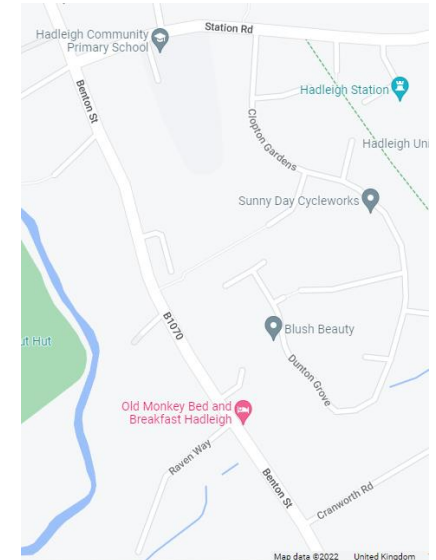 Station Rd
Hadleigh Community
Primary School
Benton St
Hadleigh Station
Clopton Gardens
Hadleigh Uni
Sunny Day Cycleworks
B1070
Blush Beauty
ut Hut
Dunton Grove
Old Monkey Bed and
Breakfast Hadleigh
Raven Way
Benton St
Cranworth Rd
Map data ©2022 United Kingdom